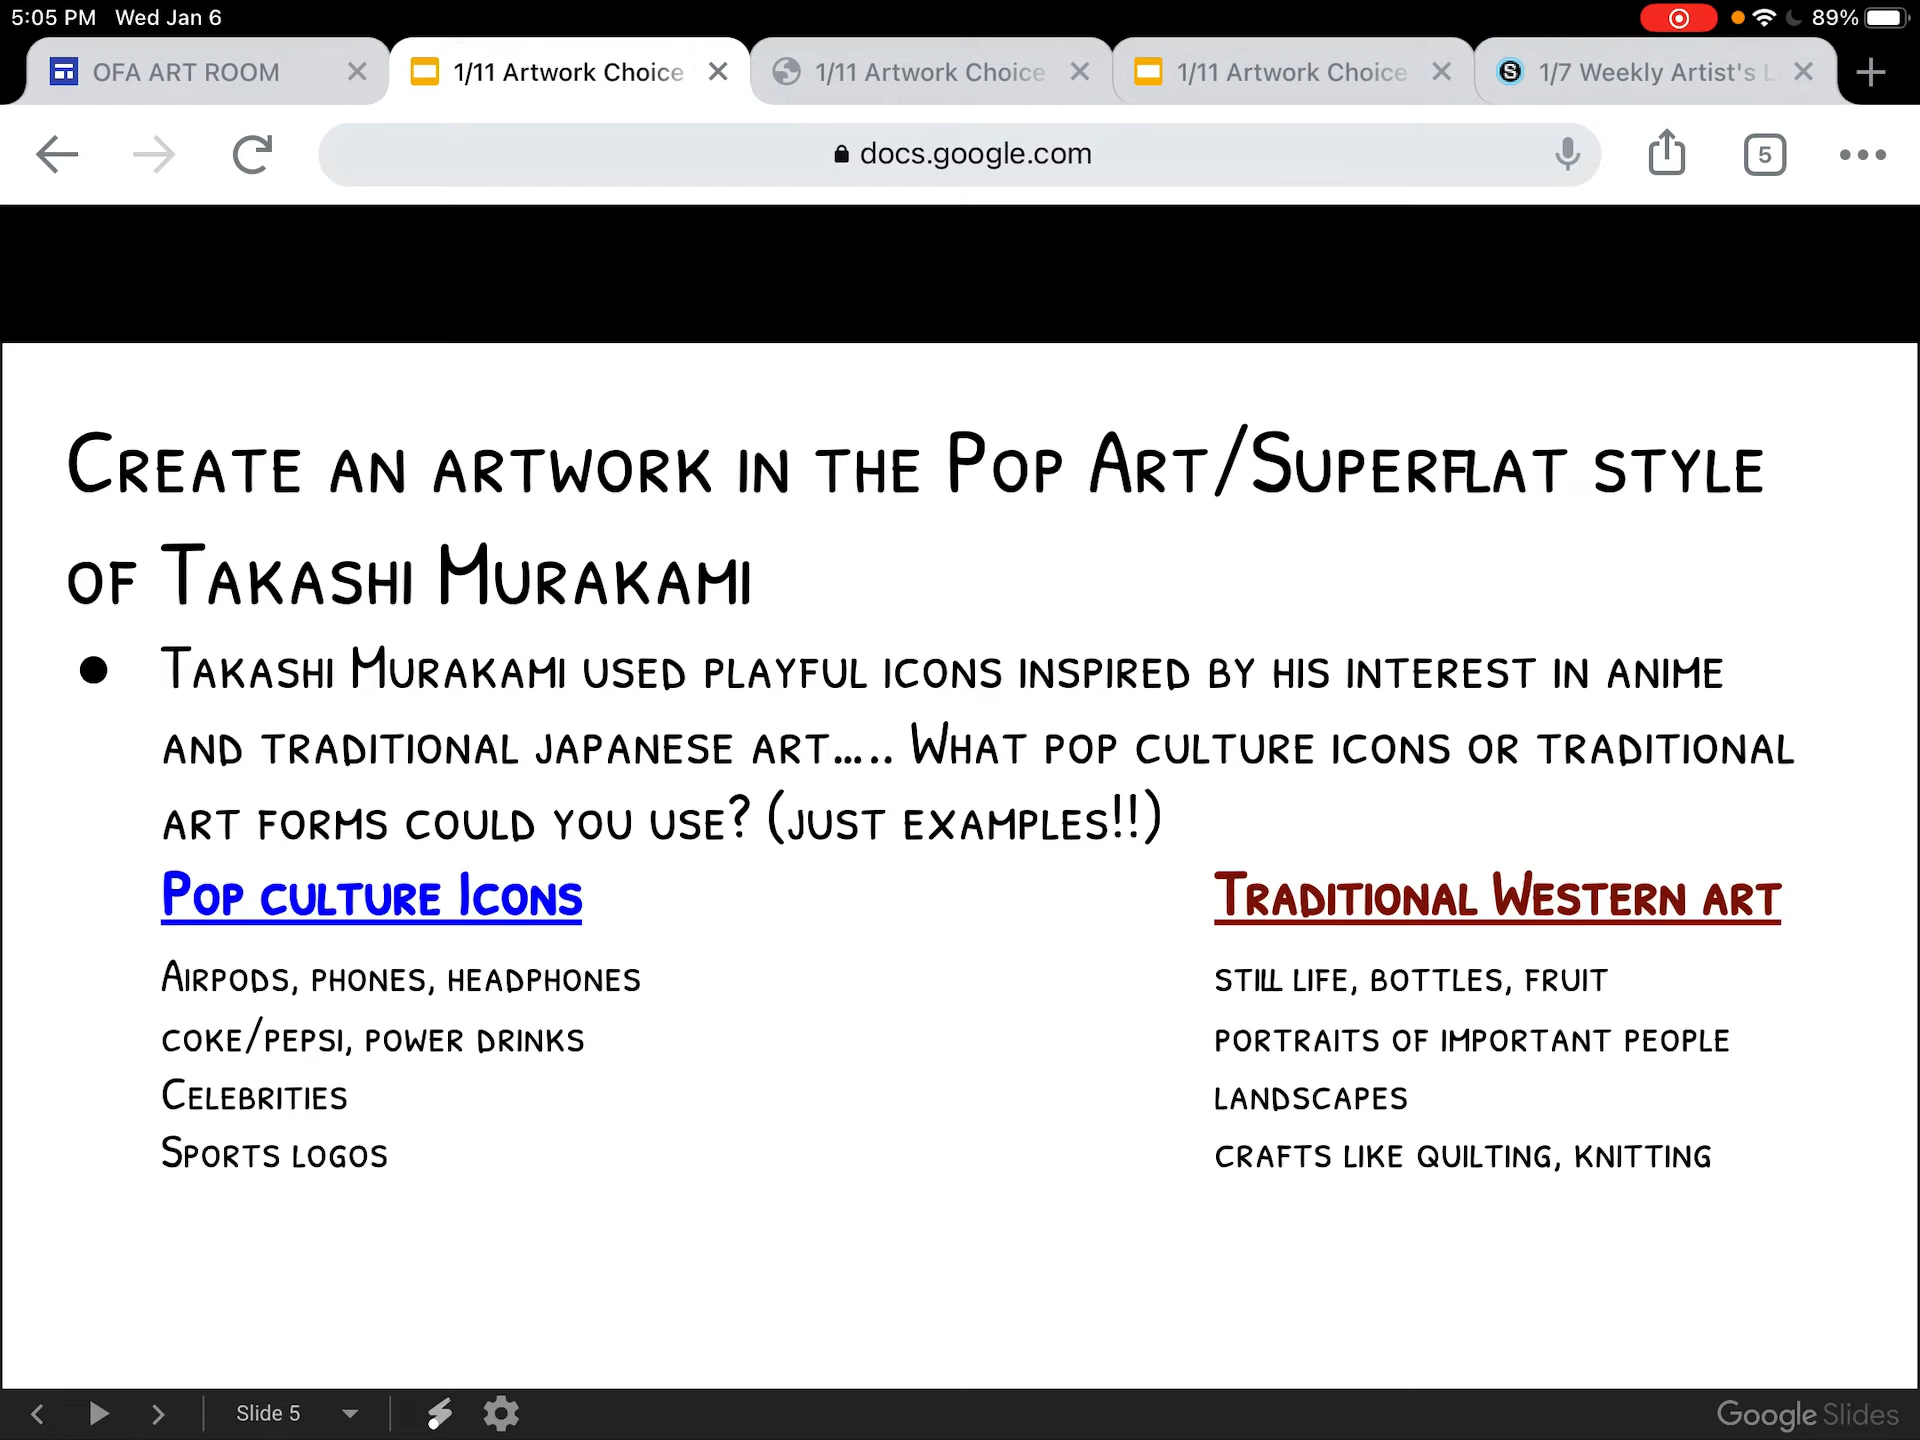 5:05 PM Wed Jan 6
89%
OFA ART ROOM
1/11 Artwork Choice
1/11 Artwork Choice
1/11 Artwork Choice
1/7 Weekly Artist's L
docs.google.com
5
Create an artwork in the Pop Art/Superflat style
of Takashi Murakami
● Takashi Murakami used playful icons inspired by his interest in anime
and traditional japanese art..... What pop culture icons or traditional
art forms could you use? (just examples!!)
Pop culture Icons
Airpods, phones, headphones
coke/pepsi, power drinks
Celebrities
Sports logos
Traditional Western art
still life, bottles, fruit
portraits of important people
landscapes
crafts like quilting, knitting
Slide 5
Google Slides